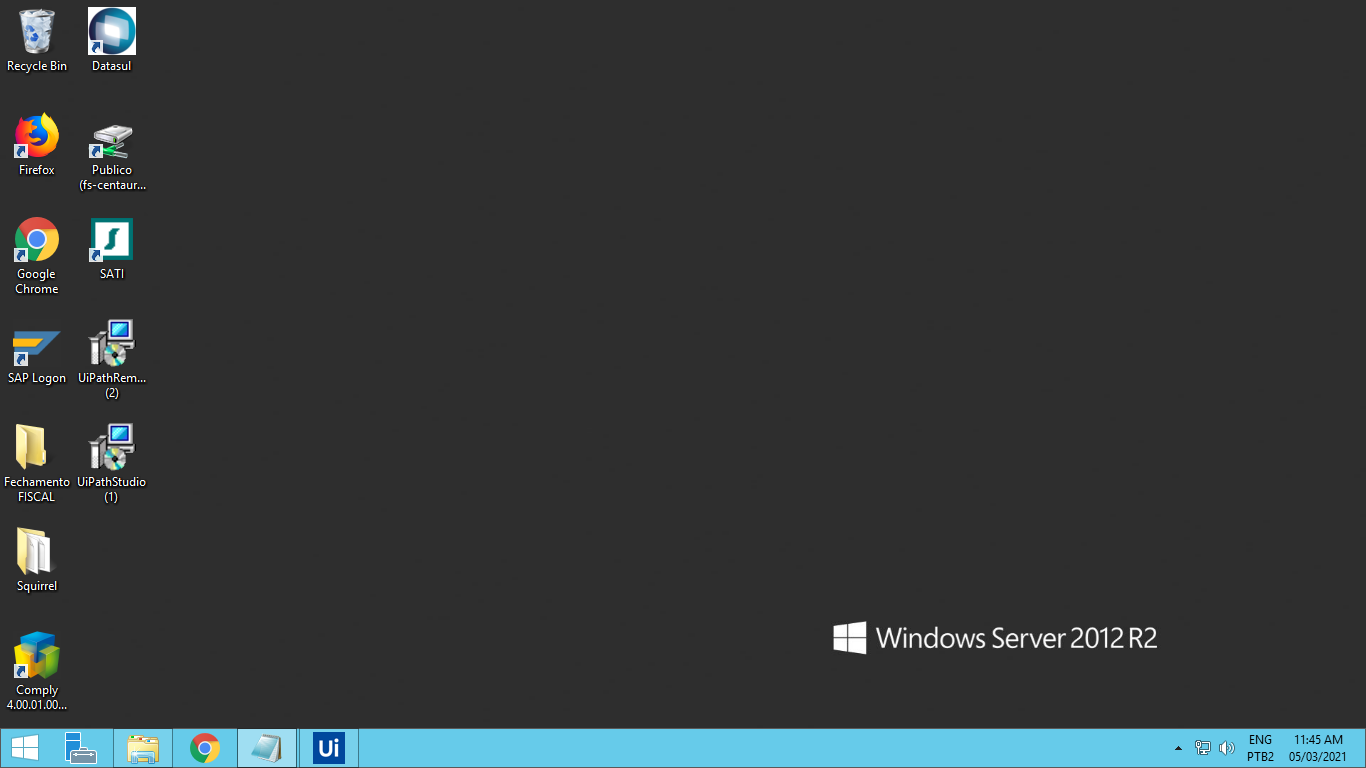 Recycle Bin
Datasul
Firefox
Publico
(fs-centaur...
Google
Chrome
SATI
SAP Logon
UiPathRem...
(2)
Fechamento
FISCAL
UiPathStudio
(1)
Squirrel
Comply
4.00.01.00...
Windows Server 2012 R2
Ui
ENG
PTB2
11:45 AM
05/03/2021